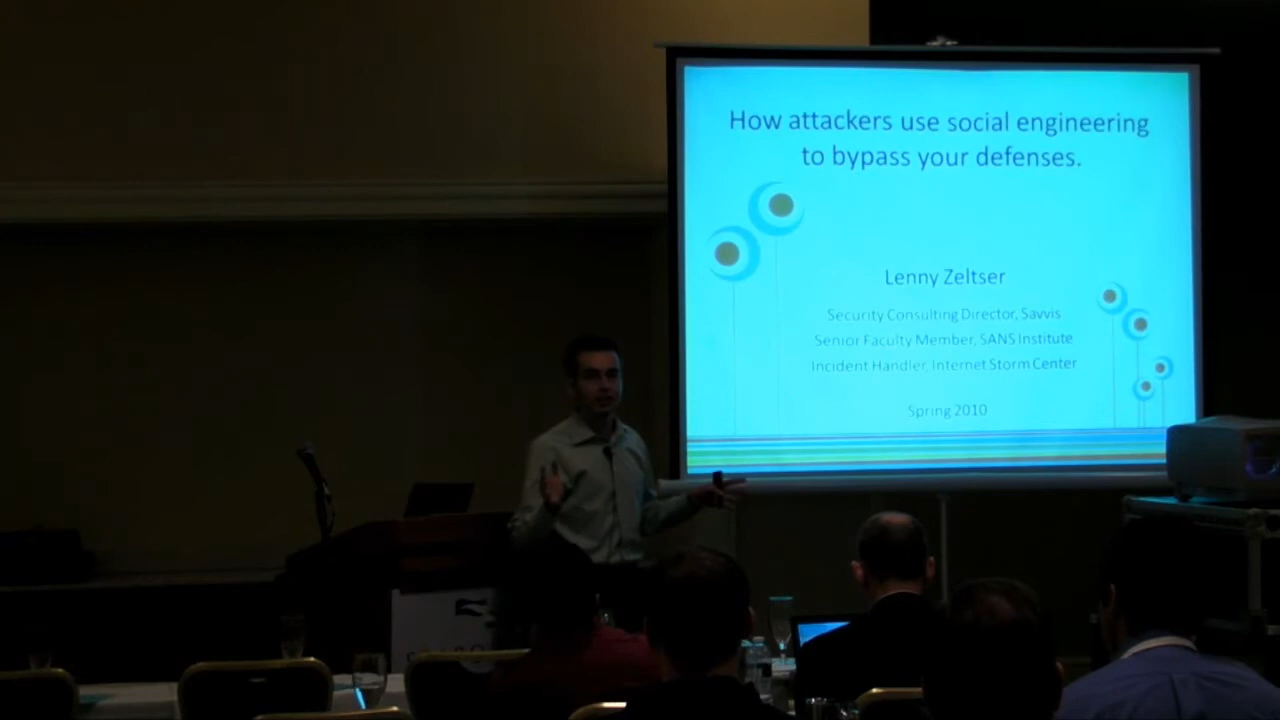 How attackers use social engineering
to bypass your defenses.
Lenny Zeltser
Security Consulting Director, Savvis
Senior Faculty Member, SANS Institute
Incident Handler, Internet Storm Center
Spring 2010